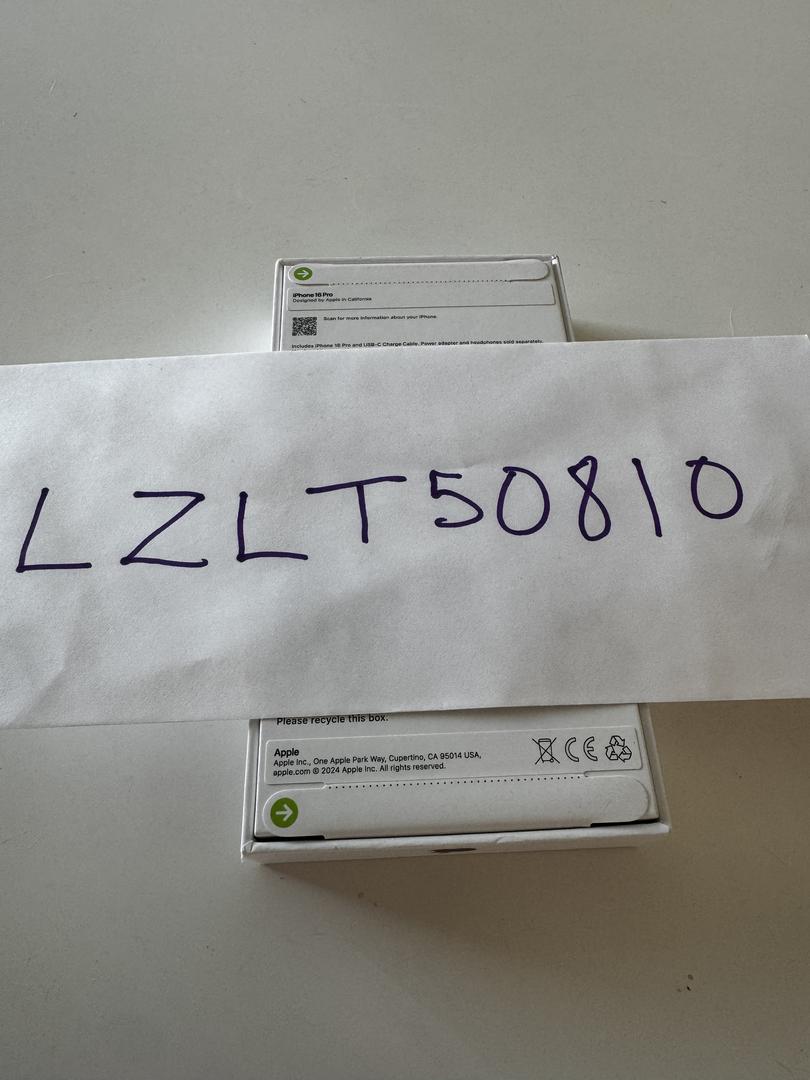 iPhone 16 Pro
Designed by Apple in California
Scan for more information about your iPhone.
Includes iPhone 16 Pro and USB-C Charge Cable. Power adapter and headphones sold separately.
LZLT50810
Please recycle this box.
Apple
Apple Inc., One Apple Park Way, Cupertino, CA 95014 USA,
apple.com © 2024 Apple Inc. All rights reserved.
CE